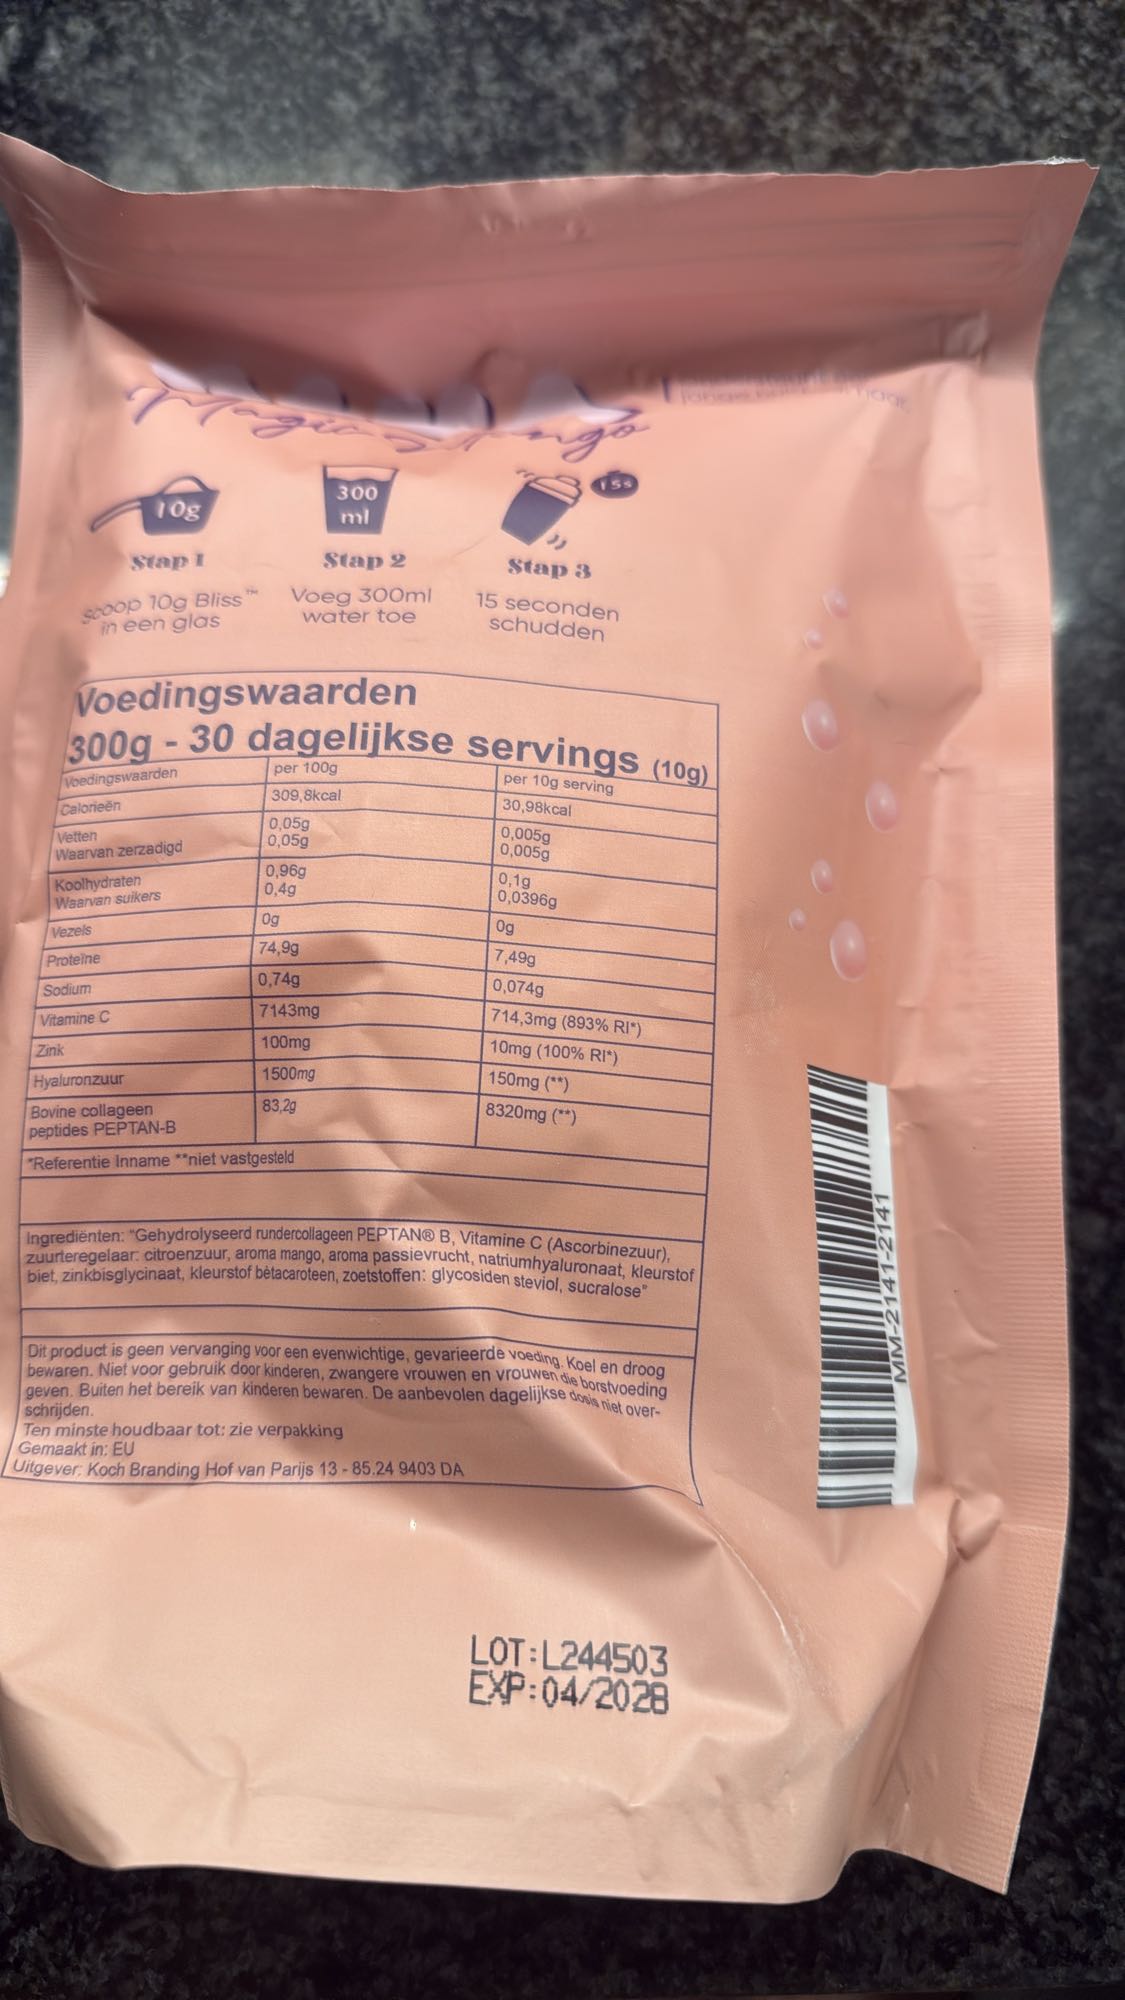 Magic Mango
10g
300
ml
15s
Stap 1
Stap 2
Stap 3
Scoop 10g Bliss™
in een glas
Voeg 300ml
water toe
15 seconden
schudden
Voedingswaarden
300g - 30 dagelijkse servings (10g)
Voedingswaarden per 100g per 10g serving
Calorieën 309,8kcal 30,98kcal
Vetten 0,05g 0,005g
Waarvan zerzadigd 0,05g 0,005g
Koolhydraten 0,96g 0,1g
Waarvan suikers 0,4g 0,0396g
Vezels 0g 0g
Proteïne 74,9g 7,49g
Sodium 0,74g 0,074g
Vitamine C 7143mg 714,3mg (893% RI*)
Zink 100mg 10mg (100% RI*)
Hyaluronzuur 1500mg 150mg (**)
Bovine collageen 83,2g 8320mg (**)
peptides PEPTAN-B
*Referentie Inname **niet vastgesteld
Ingrediënten: "Gehydrolyseerd rundercollageen PEPTAN® B, Vitamine C (Ascorbinezuur),
zuurteregelaar: citroenzuur, aroma mango, aroma passievrucht, natriumhyaluronaat, kleurstof
biet, zinkbisglycinaat, kleurstof bètacaroteen, zoetstoffen: glycosiden steviol, sucralose"
Dit product is geen vervanging voor een evenwichtige, gevarieerde voeding. Koel en droog
bewaren. Niet voor gebruik door kinderen, zwangere vrouwen en vrouwen die borstvoeding
geven. Buiten het bereik van kinderen bewaren. De aanbevolen dagelijkse dosis niet over-
schrijden.
Ten minste houdbaar tot: zie verpakking
Gemaakt in: EU
Uitgever: Koch Branding Hof van Parijs 13 - 85.24 9403 DA
MM-2141-2141
LOT:L244503
EXP:04/2028